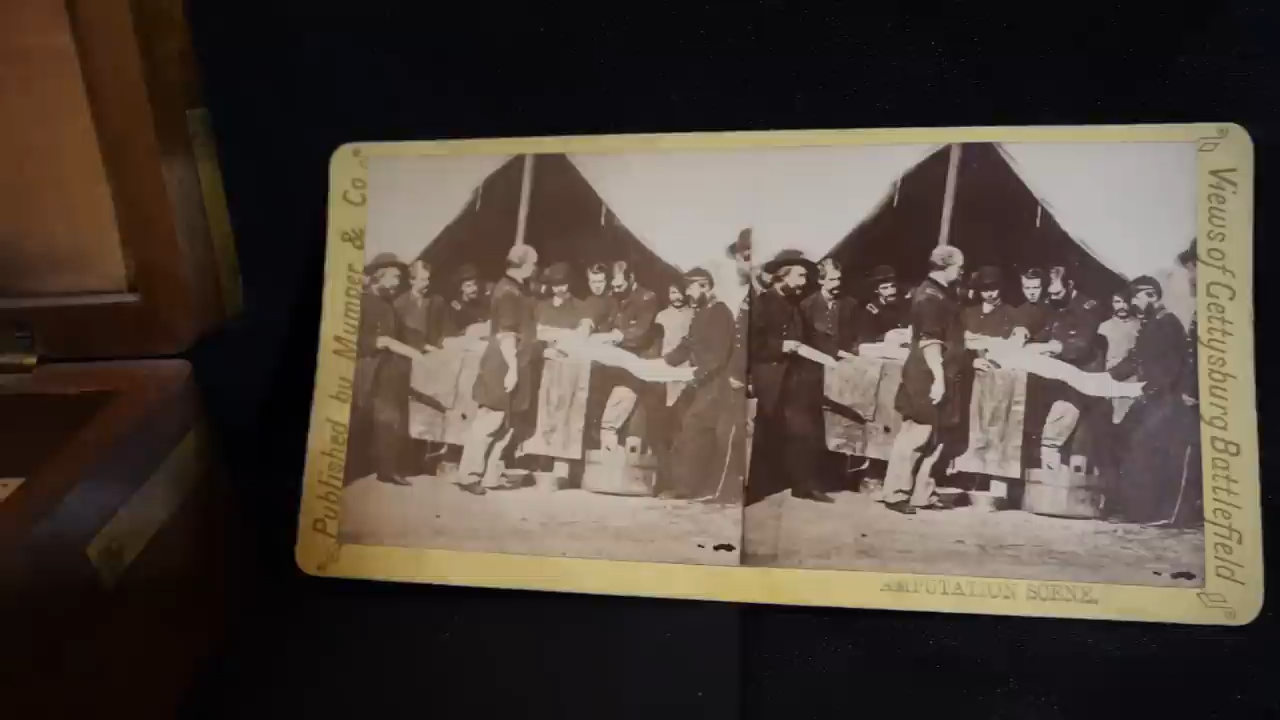 Published by Mumper & Co.
Views of Gettysburg Battlefield
AMPUTATION SCENE.